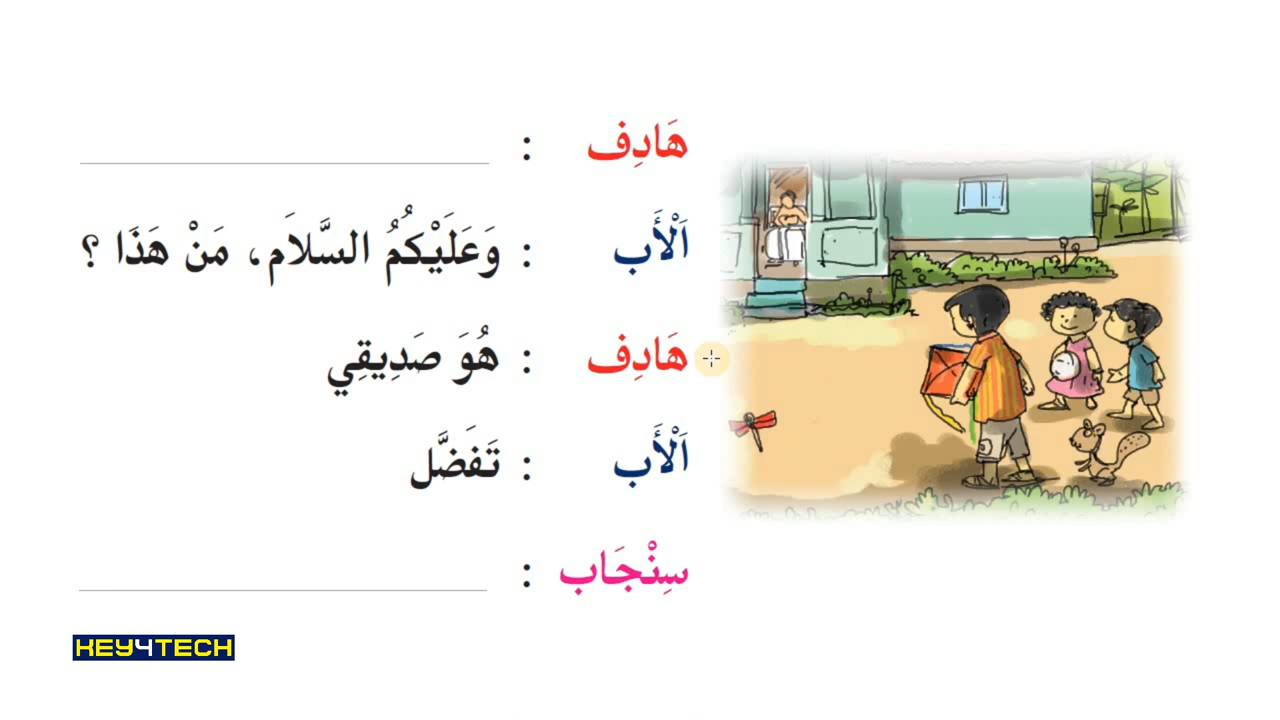 هَادِف :
اَلْأَب : وَعَلَيْكُمُ السَّلَام، مَنْ هَذَا ؟
هَادِف : هُوَ صَدِيقِي
اَلْأَب : تَفَضَّل
سِنْجَاب :
KEY4TECH